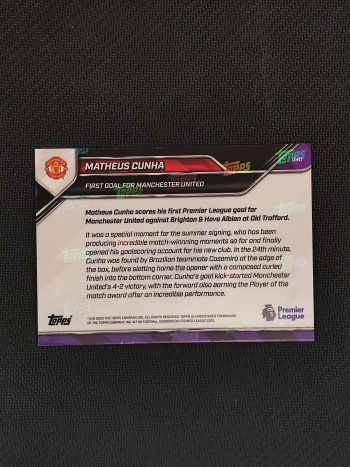 MATHEUS CUNHA
FIRST GOAL FOR MANCHESTER UNITED
Matheus Cunha scores his first Premier League goal for
Manchester United against Brighton & Hove Albion at Old Trafford.
It was a special moment for the summer signing, who has been
producing incredible match-winning moments so far and finally
opened his goalscoring account for his new club. In the 24th minute,
Cunha was found by Brazilian teammate Casemiro at the edge of
the box, before slotting home the opener with a composed curled
finish into the bottom corner. Cunha's goal kick-started Manchester
United's 4-2 victory, with the forward also earning the Player of the
match award after an incredible performance.
TOPPS
Premier
League